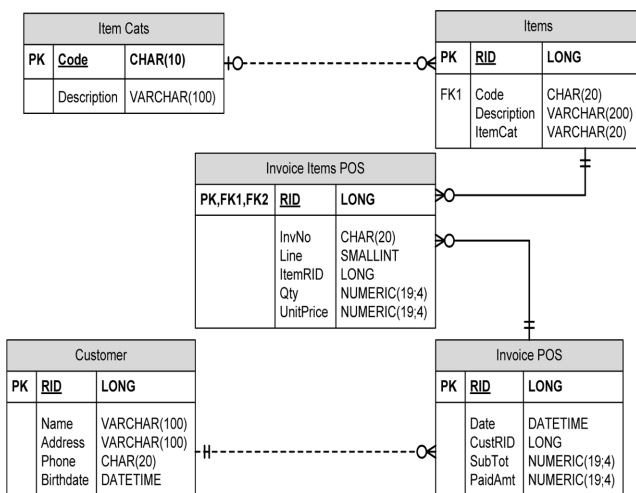 Item Cats
PK Code CHAR(10)
Description VARCHAR(100)
Items
PK RID LONG
FK1 Code CHAR(20)
Description VARCHAR(200)
ItemCat VARCHAR(20)
Invoice Items POS
PK,FK1,FK2 RID LONG
InvNo CHAR(20)
Line SMALLINT
ItemRID LONG
Qty NUMERIC(19;4)
UnitPrice NUMERIC(19;4)
Customer
PK RID LONG
Name VARCHAR(100)
Address VARCHAR(100)
Phone CHAR(20)
Birthdate DATETIME
Invoice POS
PK RID LONG
Date DATETIME
CustRID LONG
SubTot NUMERIC(19;4)
PaidAmt NUMERIC(19;4)